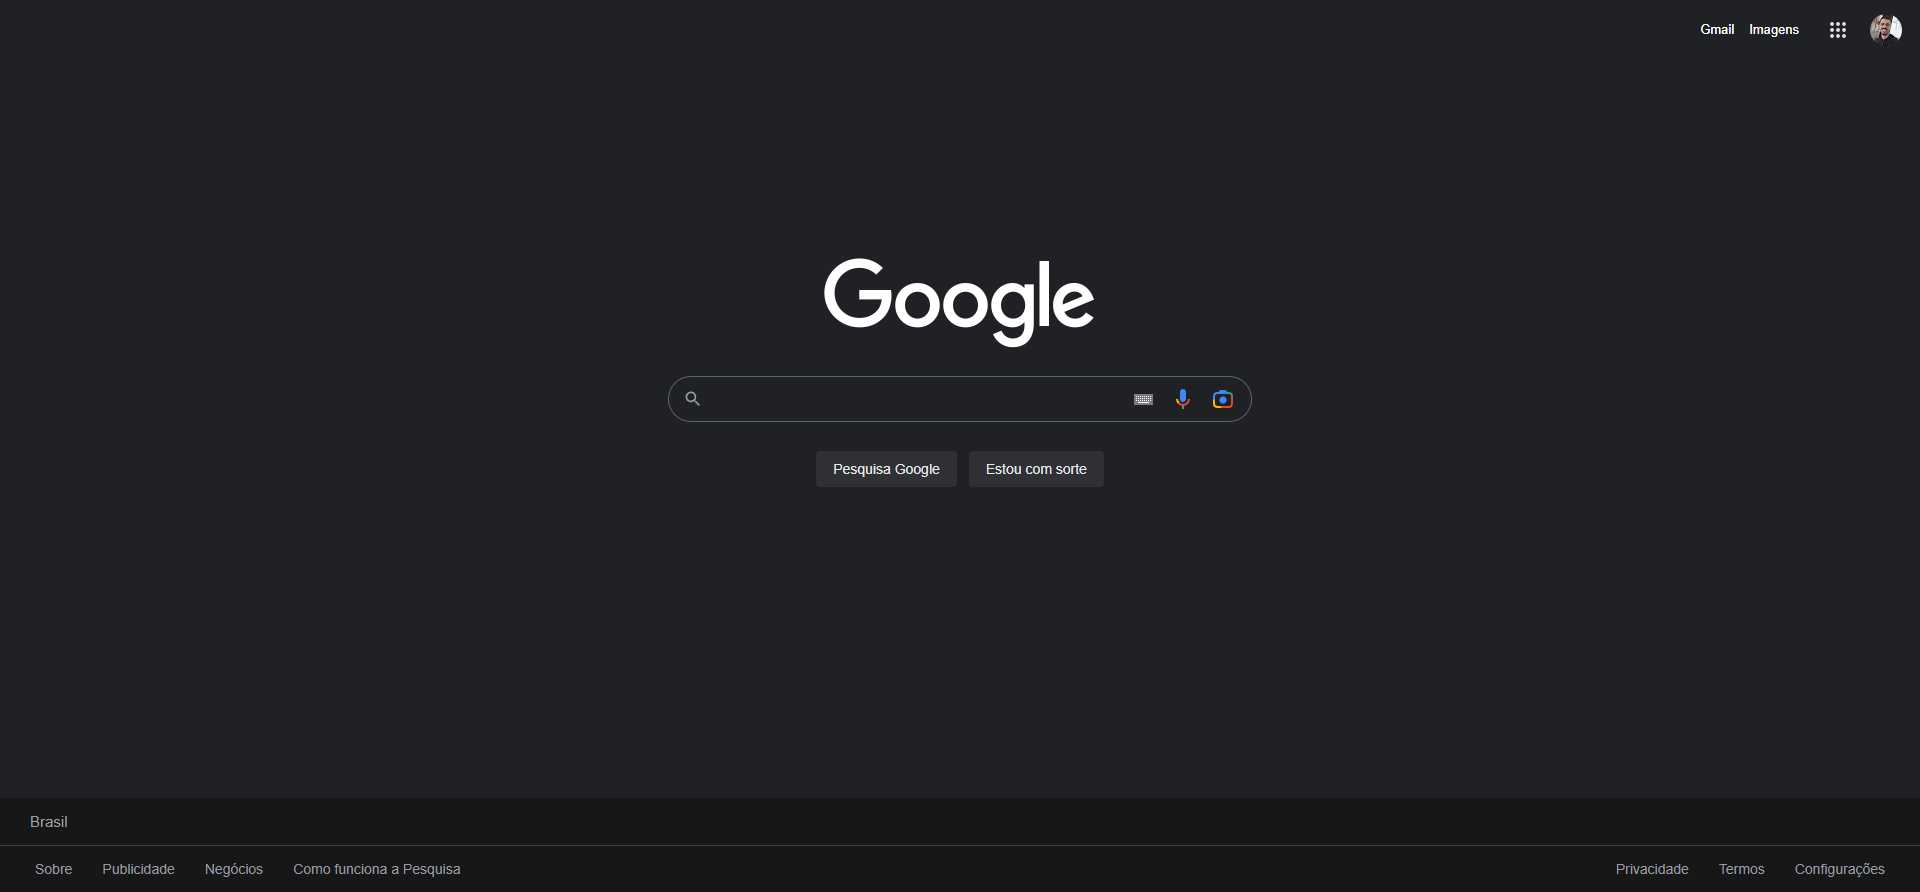 Gmail Imagens
Google
Pesquisa Google Estou com sorte
Brasil
Sobre Publicidade Negócios Como funciona a Pesquisa Privacidade Termos Configurações